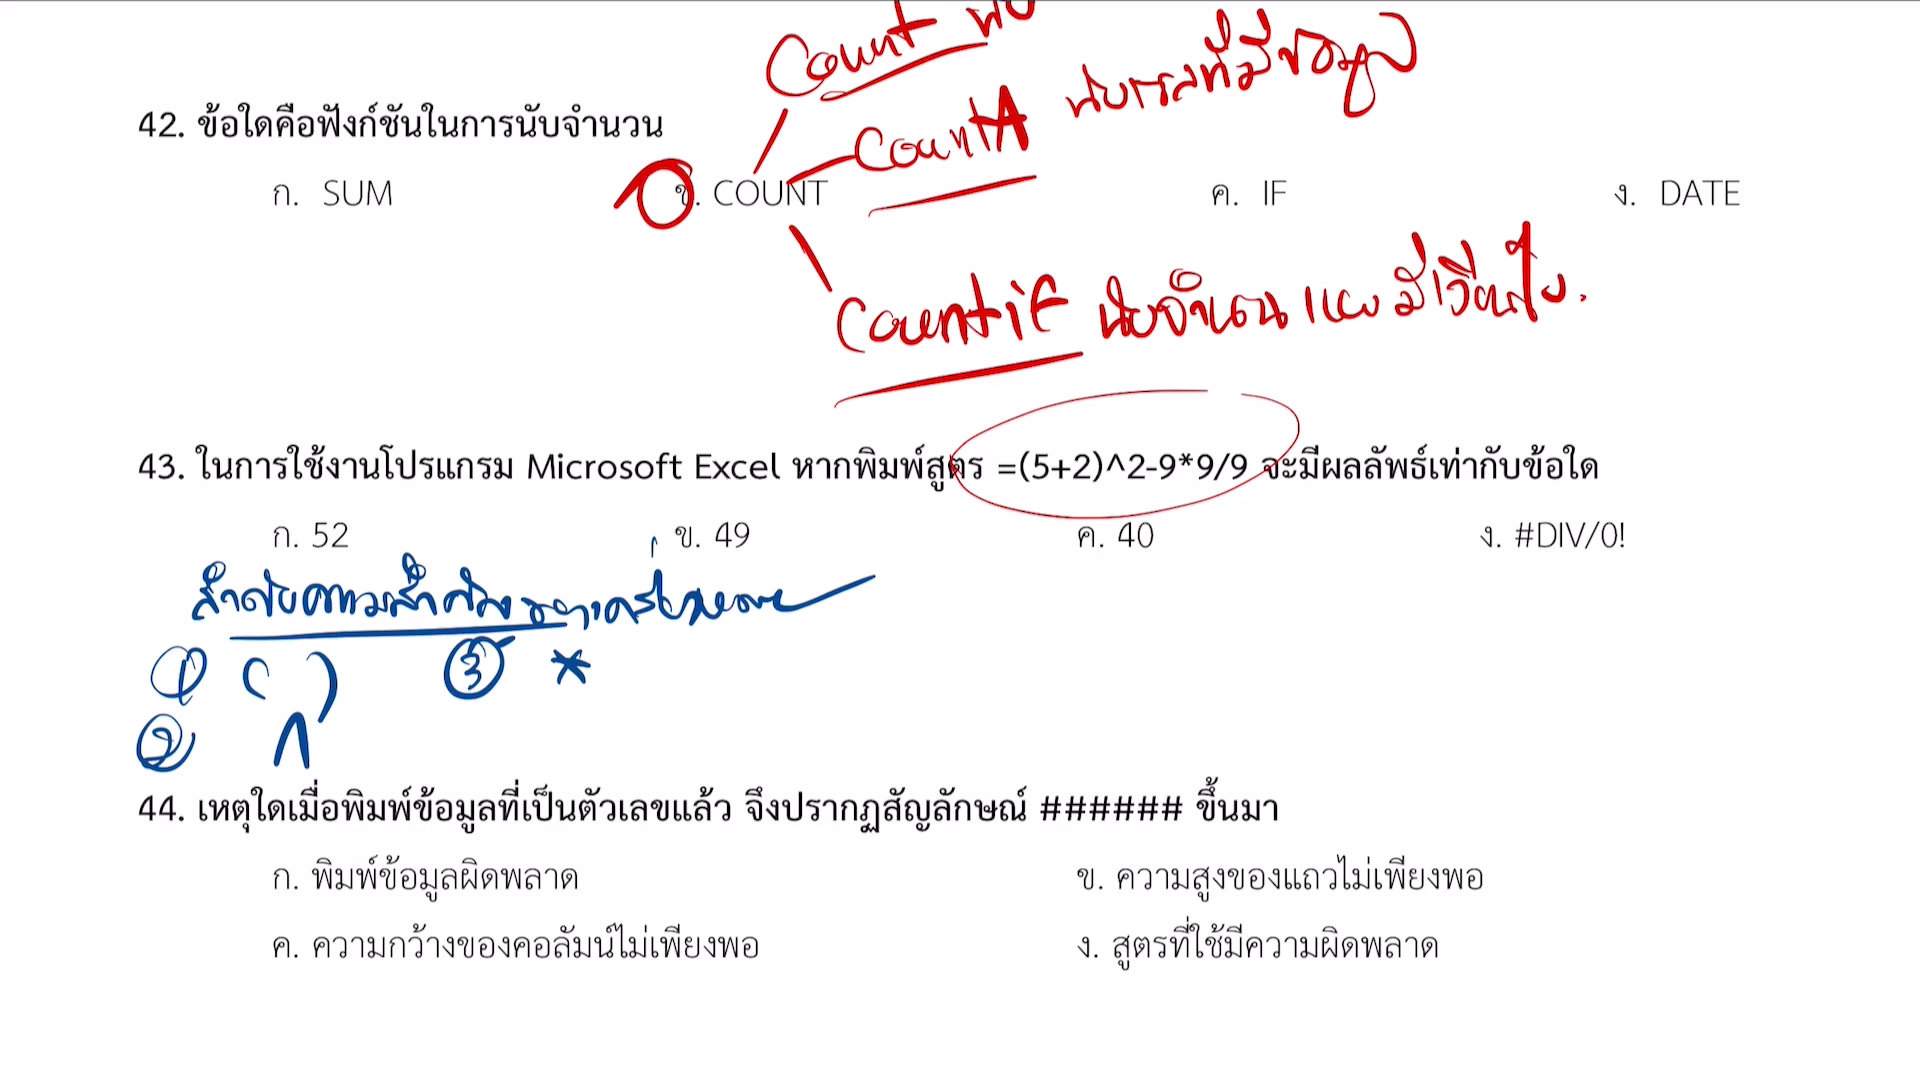 Count นับ
CountA นับเซลที่มีข้อมูล
42. ข้อใดคือฟังก์ชันในการนับจำนวน
ก. SUM ข. COUNT ค. IF ง. DATE
Countif นับจำนวน แบบ มีเงื่อนไข.
43. ในการใช้งานโปรแกรม Microsoft Excel หากพิมพ์สูตร =(5+2)^2-9*9/9 จะมีผลลัพธ์เท่ากับข้อใด
ก. 52 ข. 49 ค. 40 ง. #DIV/0!
ลำดับความสำคัญ
① ( ) ③ *
② ^
44. เหตุใดเมื่อพิมพ์ข้อมูลที่เป็นตัวเลขแล้ว จึงปรากฏสัญลักษณ์ ###### ขึ้นมา
ก. พิมพ์ข้อมูลผิดพลาด ข. ความสูงของแถวไม่เพียงพอ
ค. ความกว้างของคอลัมน์ไม่เพียงพอ ง. สูตรที่ใช้มีความผิดพลาด